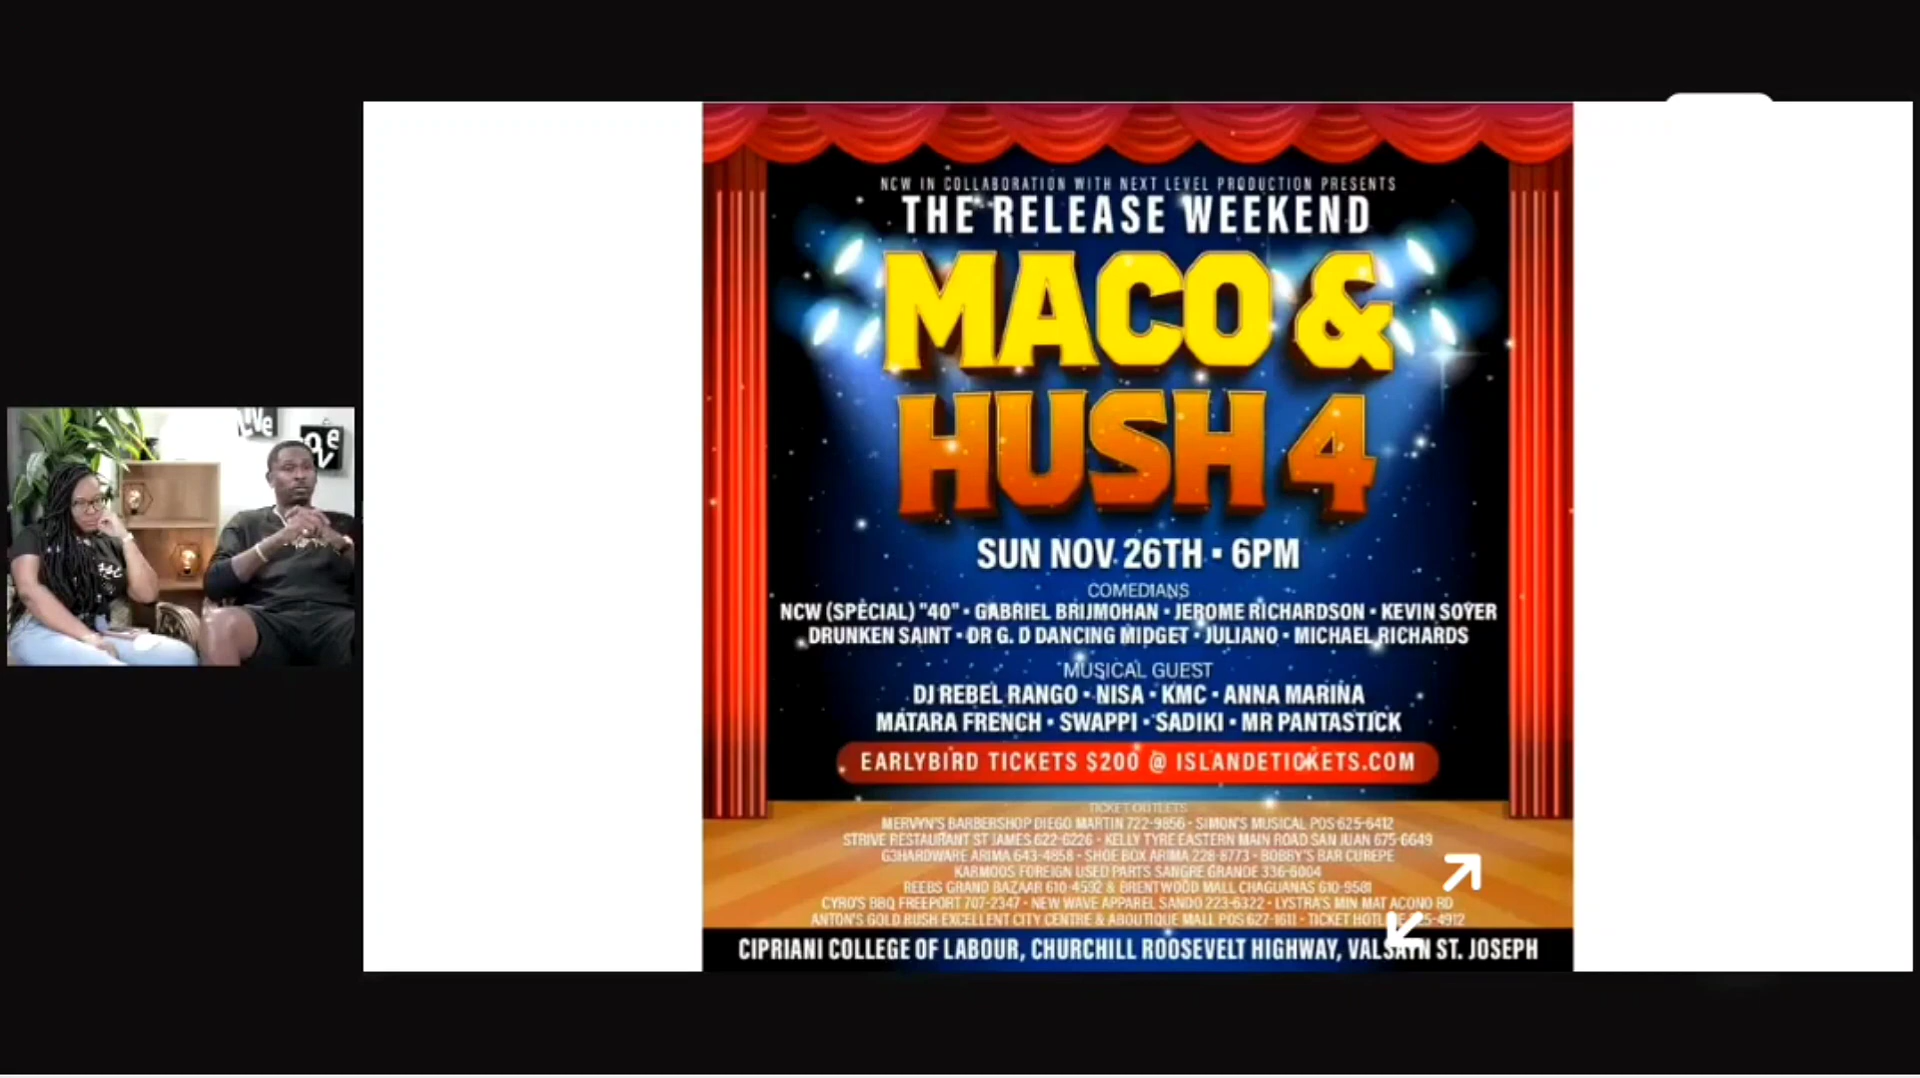 NCW IN COLLABORATION WITH NEXT LEVEL PRODUCTION PRESENTS
THE RELEASE WEEKEND
MACO &
HUSH 4
SUN NOV 26TH • 6PM
COMEDIANS
NCW (SPECIAL) "40" • GABRIEL BRIJMOHAN • JEROME RICHARDSON • KEVIN SOYER
DRUNKEN SAINT • DR G. D DANCING MIDGET • JULIANO • MICHAEL RICHARDS
MUSICAL GUEST
DJ REBEL RANGO • NISA • KMC • ANNA MARINA
MATARA FRENCH • SWAPPI • SADIKI • MR PANTASTICK
EARLYBIRD TICKETS $200 @ ISLANDETICKETS.COM
TICKET OUTLETS
MERVYN'S BARBERSHOP DIEGO MARTIN 722-9856 • SIMON'S MUSICAL POS 625-6412
STRIVE RESTAURANT ST JAMES 622-6226 • KELLY TYRE EASTERN MAIN ROAD SAN JUAN 675-6649
G3HARDWARE ARIMA 643-4858 • SHOE BOX ARIMA 228-8773 • BOBBY'S BAR CUREPE
KARMOOS FOREIGN USED PARTS SANGRE GRANDE 336-6004
REEBS GRAND BAZAAR 610-4592 & BRENTWOOD MALL CHAGUANAS 610-9581
CYRO'S BBQ FREEPORT 707-2347 • NEW WAVE APPAREL SANDO 223-6322 • LYSTRA'S MIN MAT ACONO RD
ANTON'S GOLD RUSH EXCELLENT CITY CENTRE & ABOUTIQUE MALL POS 627-1611 • TICKET
CIPRIANI COLLEGE OF LABOUR, CHURCHILL ROOSEVELT HIGHWAY, VALSAYN ST. JOSEPH